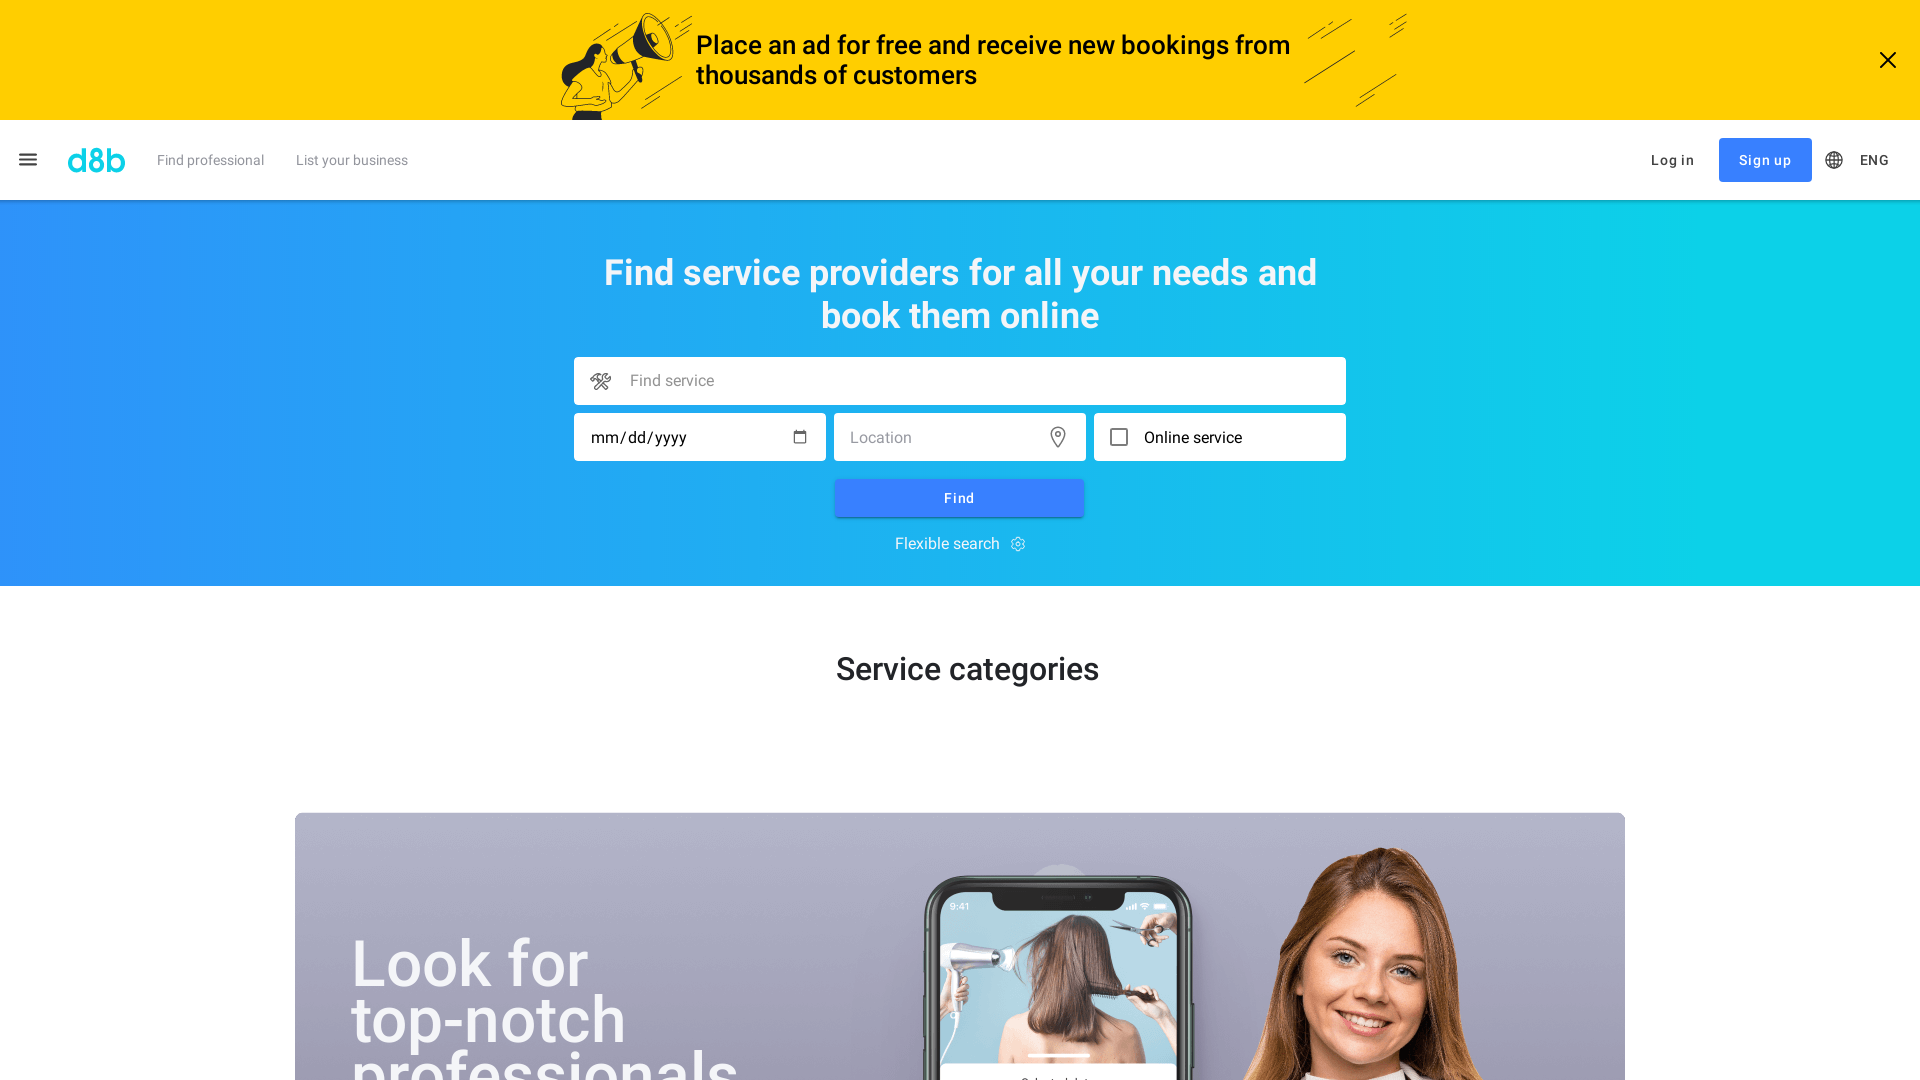 Place an ad for free and receive new bookings from
thousands of customers
d8b
Find professional
List your business
Log in
Sign up
ENG
Find service providers for all your needs and
book them online
Find service
mm/dd/yyyy
Location
Online service
Find
Flexible search
Service categories
Look for
top-notch
professionals
9:41